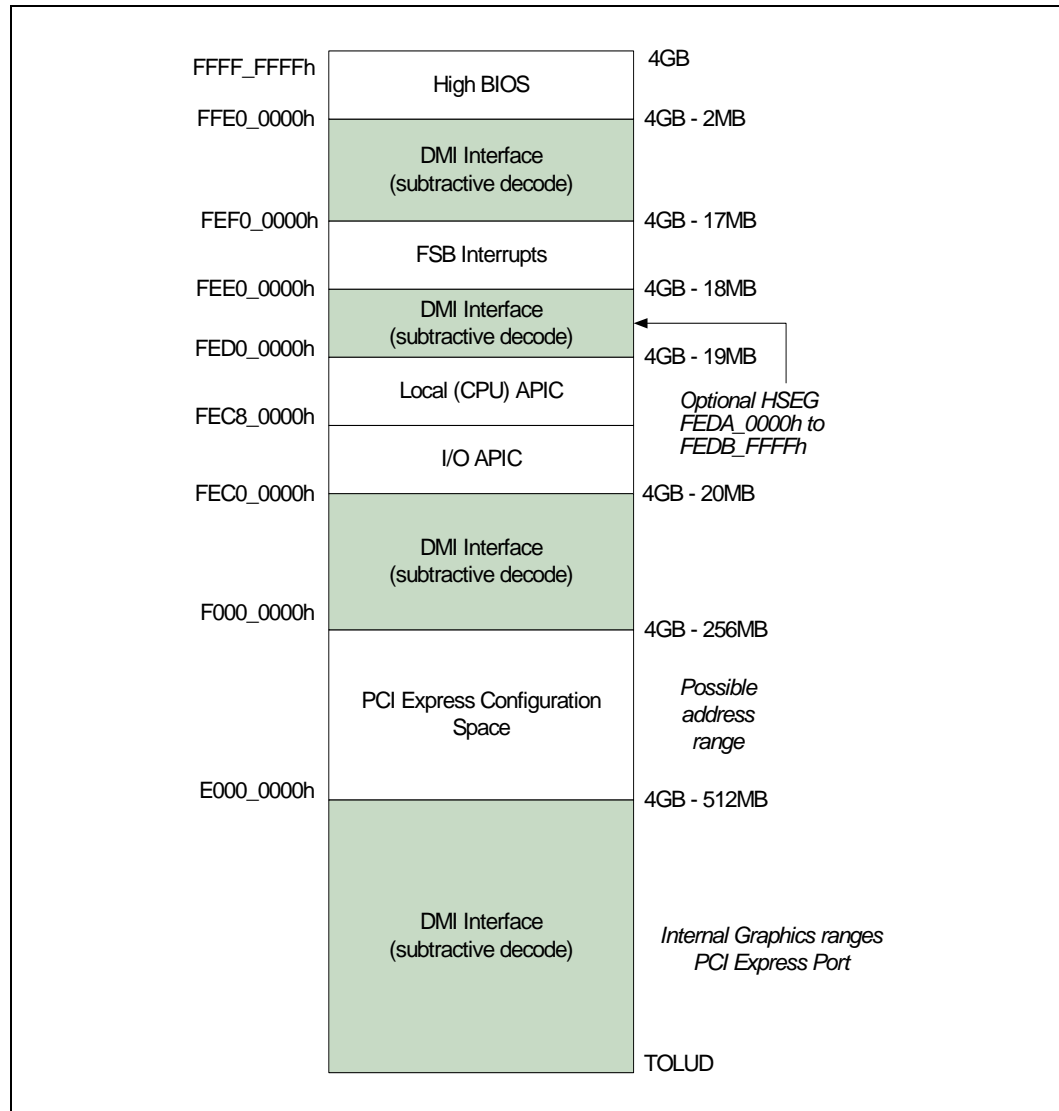 FFFF_FFFFh
4GB
High BIOS
FFE0_0000h
4GB - 2MB
DMI Interface
(subtractive decode)
FEF0_0000h
4GB - 17MB
FSB Interrupts
FEE0_0000h
4GB - 18MB
DMI Interface
(subtractive decode)
FED0_0000h
4GB - 19MB
Local (CPU) APIC
Optional HSEG
FEDA_0000h to
FEDB_FFFFh
FEC8_0000h
I/O APIC
FEC0_0000h
4GB - 20MB
DMI Interface
(subtractive decode)
F000_0000h
4GB - 256MB
PCI Express Configuration
Space
Possible
address
range
E000_0000h
4GB - 512MB
DMI Interface
(subtractive decode)
Internal Graphics ranges
PCI Express Port
TOLUD